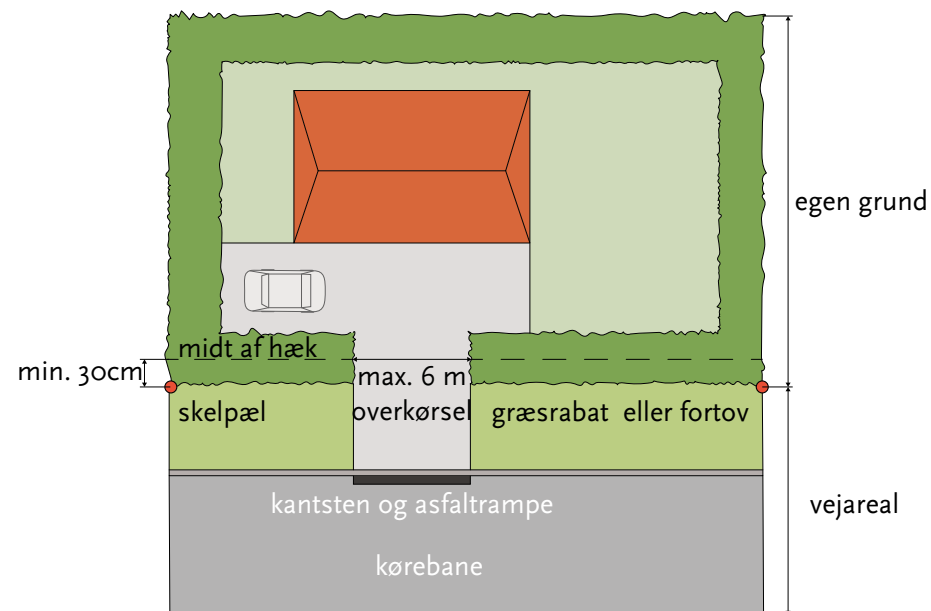 egen grund
midt af hæk
min. 30cm
max. 6 m
overkørsel
skelpæl
græsrabat eller fortov
kantsten og asfaltrampe
vejareal
kørebane